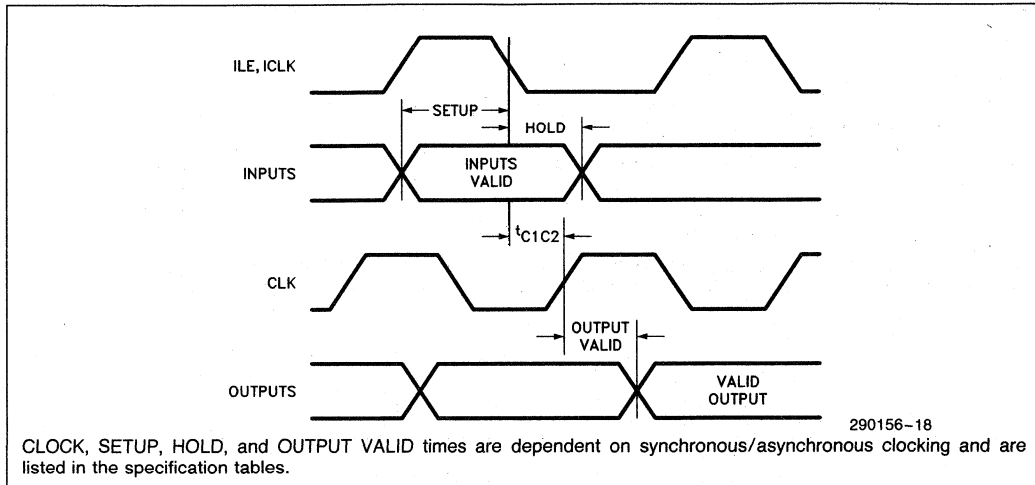 ILE, ICLK
SETUP
HOLD
INPUTS
INPUTS
VALID
tC1C2
CLK
OUTPUT
VALID
OUTPUTS
VALID
OUTPUT
290156-18
CLOCK, SETUP, HOLD, and OUTPUT VALID times are dependent on synchronous/asynchronous clocking and are
listed in the specification tables.